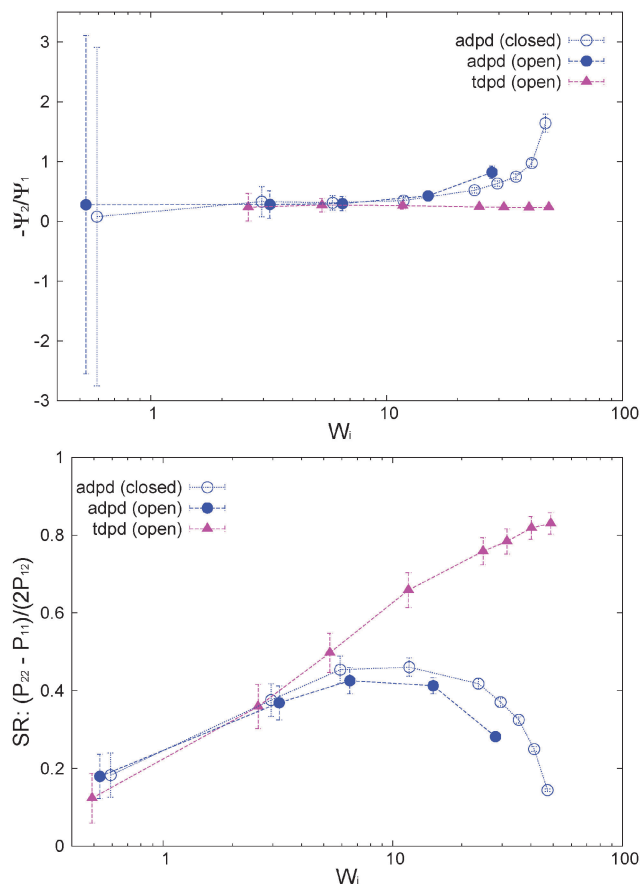 3
2
1
0
-1
-2
-3
-Ψ2/Ψ1
adpd (closed)
adpd (open)
tdpd (open)
1
10
100
Wi
1
0.8
0.6
0.4
0.2
0
SR: (P22 - P11)/(2P12)
adpd (closed)
adpd (open)
tdpd (open)
1
10
100
Wi